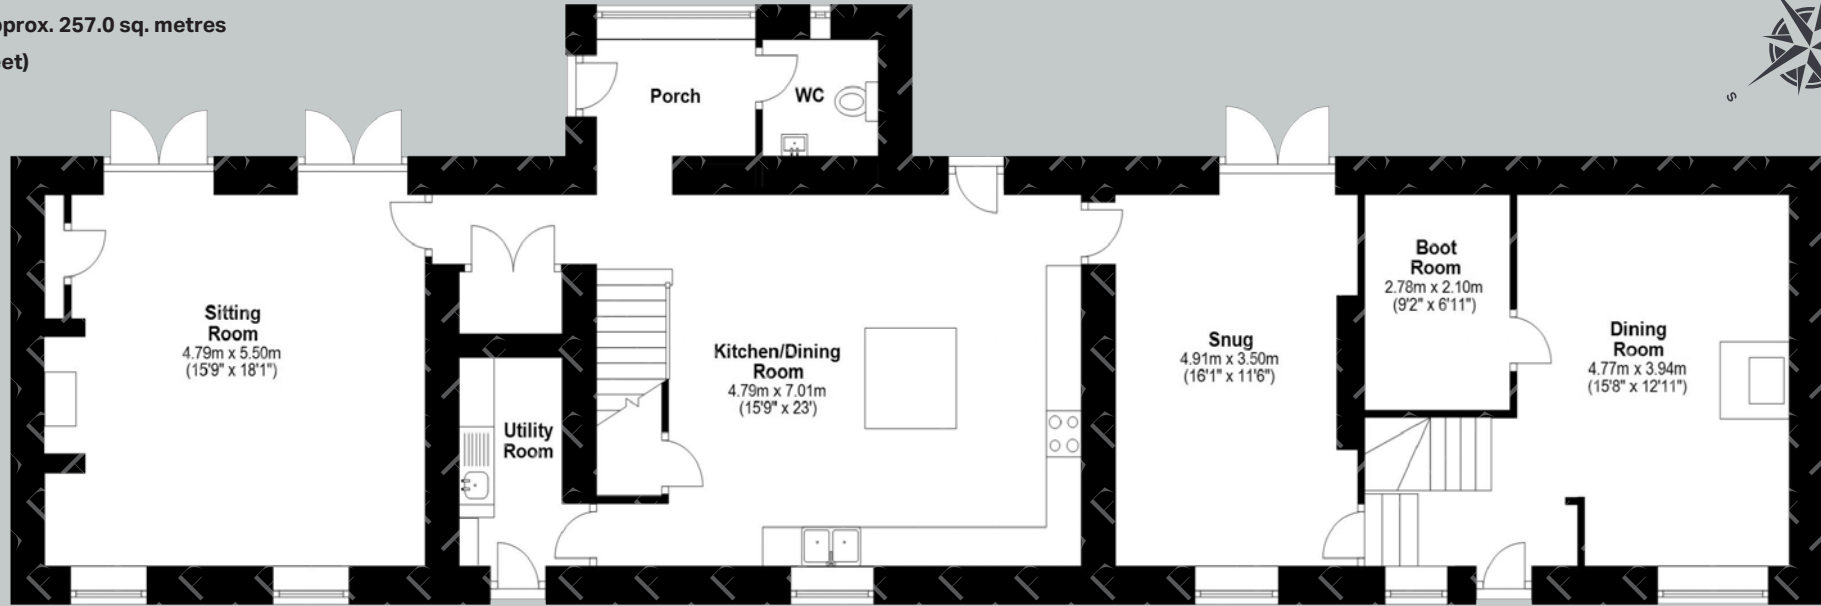 approx. 257.0 sq. metres
eet)
S
Porch
WC
Sitting
Room
4.79m x 5.50m
(15'9" x 18'1")
Utility
Room
Kitchen/Dining
Room
4.79m x 7.01m
(15'9" x 23')
Snug
4.91m x 3.50m
(16'1" x 11'6")
Boot
Room
2.78m x 2.10m
(9'2" x 6'11")
Dining
Room
4.77m x 3.94m
(15'8" x 12'11")